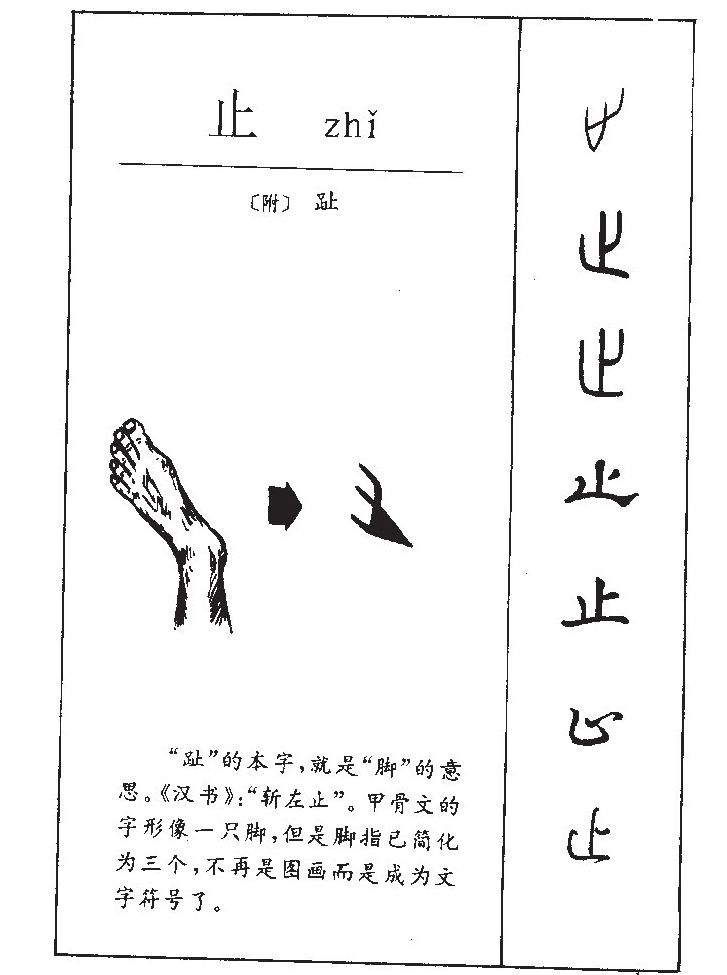 止 zhǐ
〔附〕 趾
“趾”的本字，就是“脚”的意
思。《汉书》：“斩左止”。甲骨文的
字形像一只脚，但是脚指已简化
为三个，不再是图画而是成为文
字符号了。
止
止
止
止
止
止
止